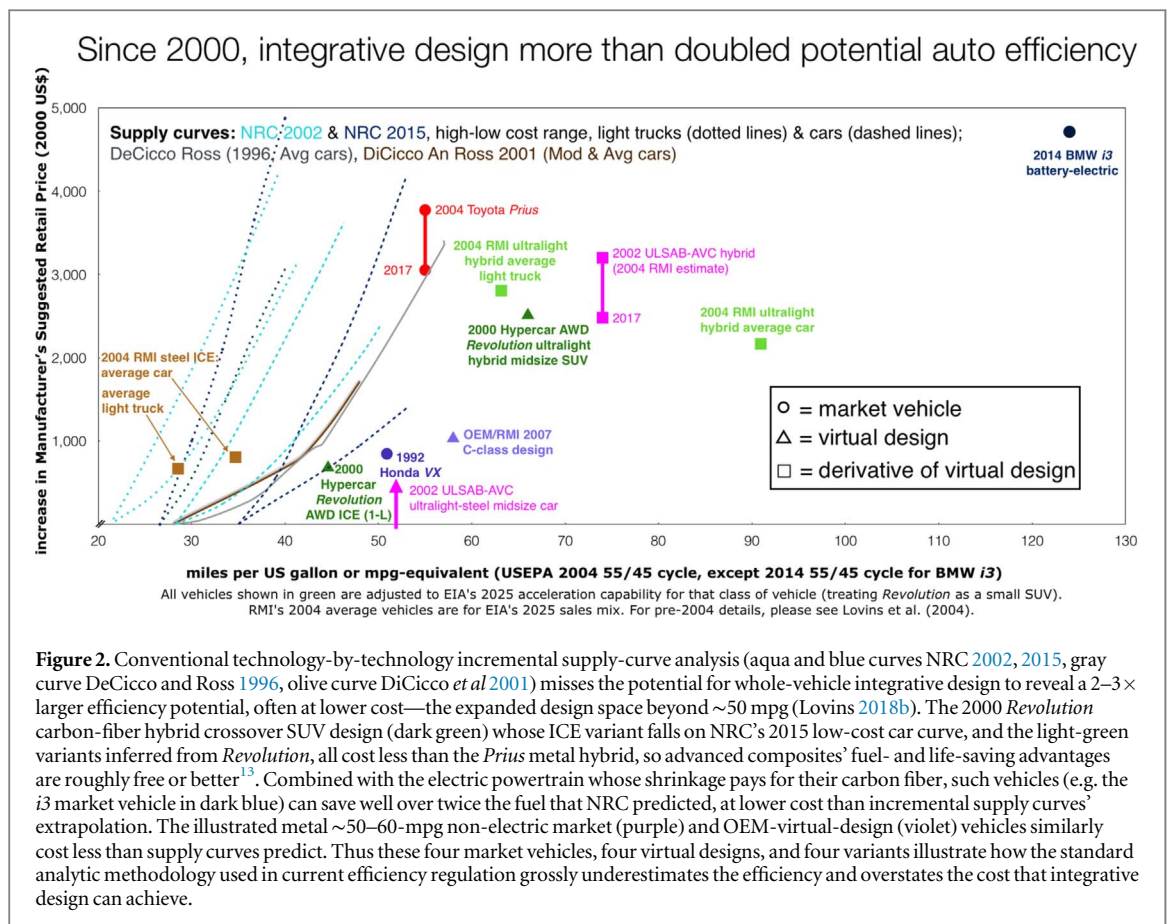 Since 2000, integrative design more than doubled potential auto efficiency
increase in Manufacturer's Suggested Retail Price (2000 US$)
5,000
4,000
3,000
2,000
1,000
Supply curves: NRC 2002 & NRC 2015, high-low cost range, light trucks (dotted lines) & cars (dashed lines);
DeCicco Ross (1996, Avg cars), DiCicco An Ross 2001 (Mod & Avg cars)
2014 BMW i3
battery-electric
2004 Toyota Prius
2017
2004 RMI ultralight
hybrid average
light truck
2002 ULSAB-AVC hybrid
(2004 RMI estimate)
2017
2000 Hypercar AWD
Revolution ultralight
hybrid midsize SUV
2004 RMI ultralight
hybrid average car
2004 RMI steel ICE:
average car
average
light truck
O = market vehicle
△ = virtual design
□ = derivative of virtual design
OEM/RMI 2007
C-class design
1992
Honda VX
2000
Hypercar
Revolution
AWD ICE (1-L)
2002 ULSAB-AVC
ultralight-steel midsize car
20 30 40 50 60 70 80 90 100 110 120 130
miles per US gallon or mpg-equivalent (USEPA 2004 55/45 cycle, except 2014 55/45 cycle for BMW i3)
All vehicles shown in green are adjusted to EIA's 2025 acceleration capability for that class of vehicle (treating Revolution as a small SUV).
RMI's 2004 average vehicles are for EIA's 2025 sales mix. For pre-2004 details, please see Lovins et al. (2004).
Figure 2. Conventional technology-by-technology incremental supply-curve analysis (aqua and blue curves NRC 2002, 2015, gray
curve DeCicco and Ross 1996, olive curve DiCicco et al 2001) misses the potential for whole-vehicle integrative design to reveal a 2–3×
larger efficiency potential, often at lower cost—the expanded design space beyond ~50 mpg (Lovins 2018b). The 2000 Revolution
carbon-fiber hybrid crossover SUV design (dark green) whose ICE variant falls on NRC's 2015 low-cost car curve, and the light-green
variants inferred from Revolution, all cost less than the Prius metal hybrid, so advanced composites' fuel- and life-saving advantages
are roughly free or better13. Combined with the electric powertrain whose shrinkage pays for their carbon fiber, such vehicles (e.g. the
i3 market vehicle in dark blue) can save well over twice the fuel that NRC predicted, at lower cost than incremental supply curves'
extrapolation. The illustrated metal ~50–60-mpg non-electric market (purple) and OEM-virtual-design (violet) vehicles similarly
cost less than supply curves predict. Thus these four market vehicles, four virtual designs, and four variants illustrate how the standard
analytic methodology used in current efficiency regulation grossly underestimates the efficiency and overstates the cost that integrative
design can achieve.